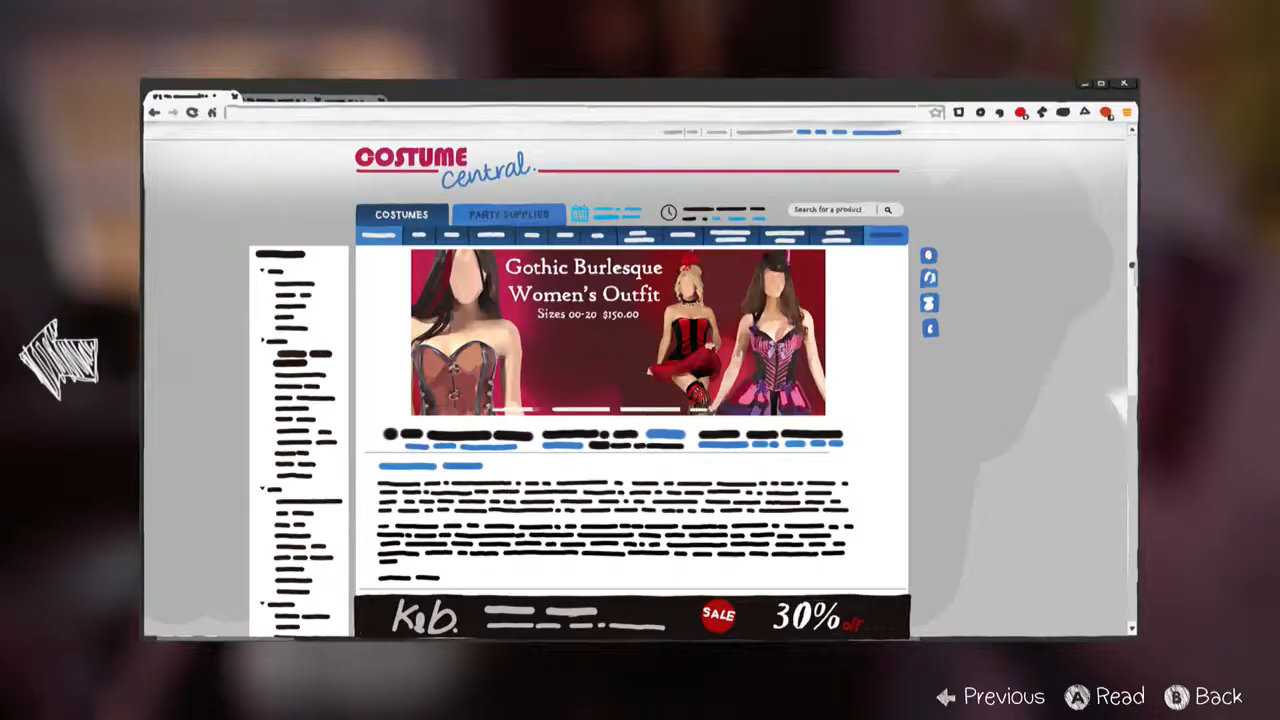 COSTUME
central.
COSTUMES
PARTY SUPPLIES
Search for a product
Gothic Burlesque
Women's Outfit
Sizes 00-20 $150.00
K&b.
SALE
30% off
Previous
A Read
B Back